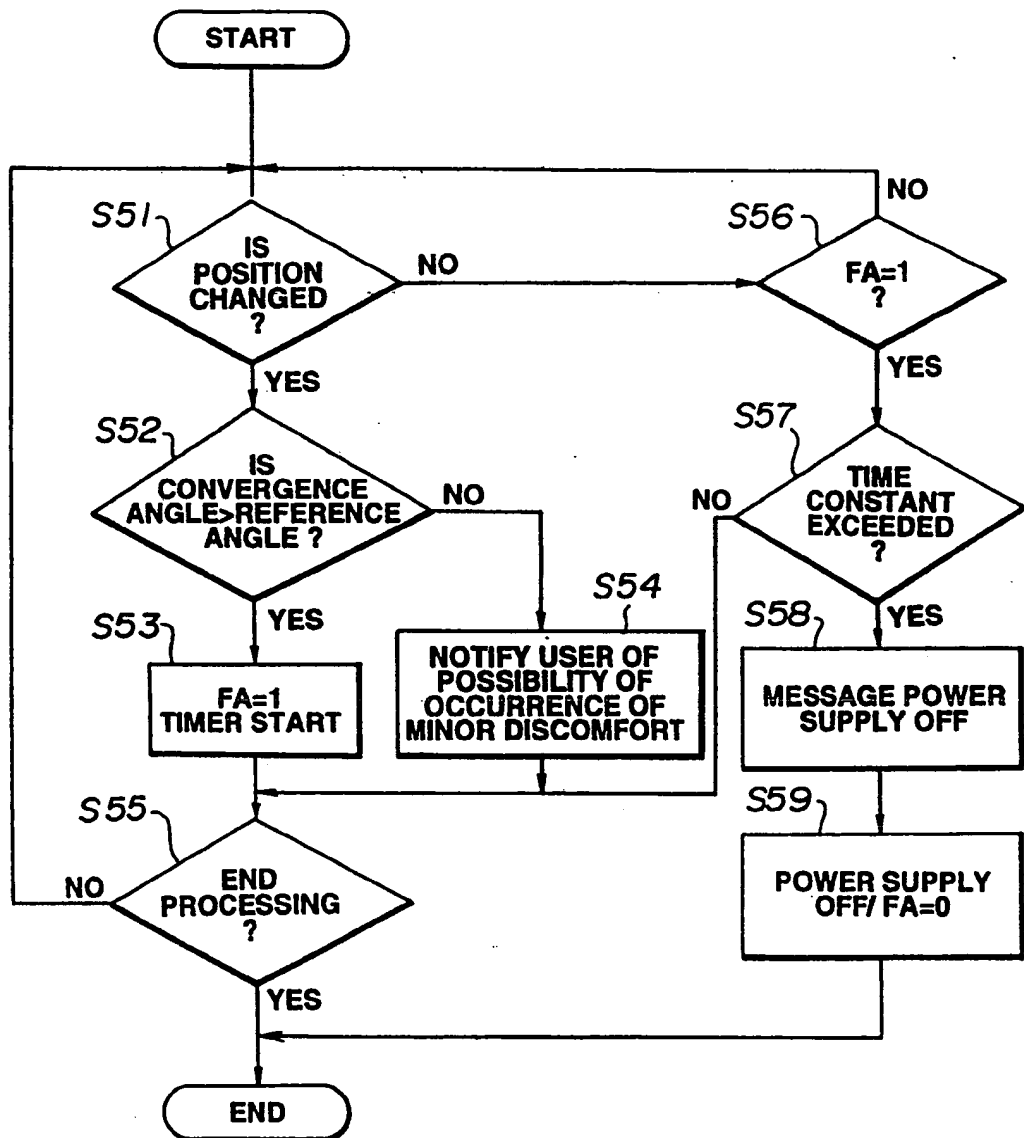 START
NO
S51
S56
IS
POSITION
CHANGED
?
NO
FA=1
?
YES
YES
S52
S57
IS
CONVERGENCE
ANGLE>REFERENCE
ANGLE ?
NO
NO
TIME
CONSTANT
EXCEEDED
?
YES
YES
S53
S54
S58
FA=1
TIMER START
NOTIFY USER OF
POSSIBILITY OF
OCCURRENCE OF
MINOR DISCOMFORT
MESSAGE POWER
SUPPLY OFF
S55
S59
NO
END
PROCESSING
?
POWER SUPPLY
OFF/ FA=0
YES
END